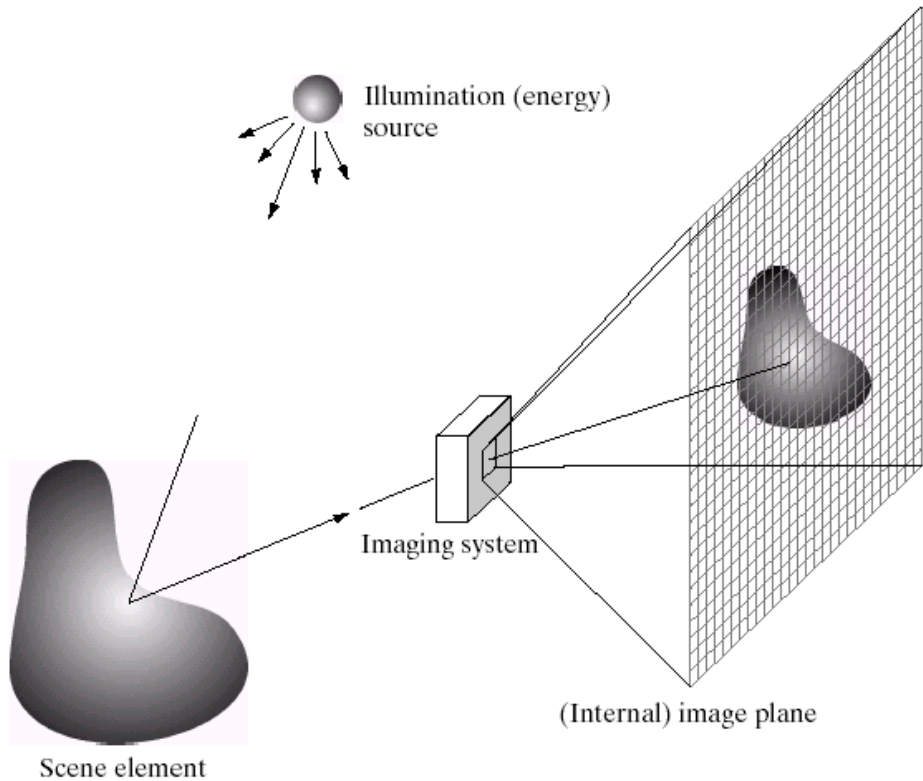 Illumination (energy)
source
Imaging system
(Internal) image plane
Scene element